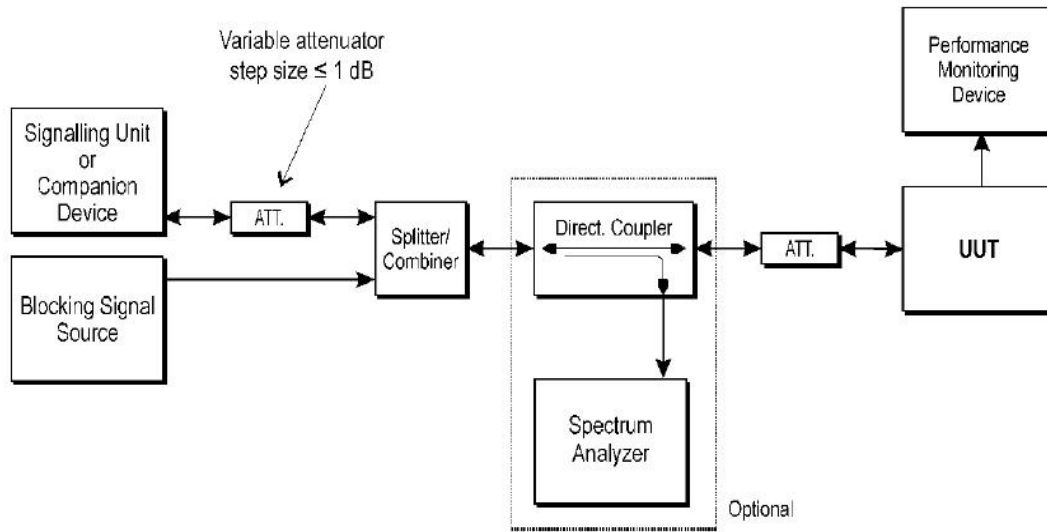 Variable attenuator
step size ≤ 1 dB
Performance
Monitoring
Device
Signalling Unit
or
Companion
Device
ATT.
Splitter/
Combiner
Direct. Coupler
ATT.
UUT
Blocking Signal
Source
Spectrum
Analyzer
Optional